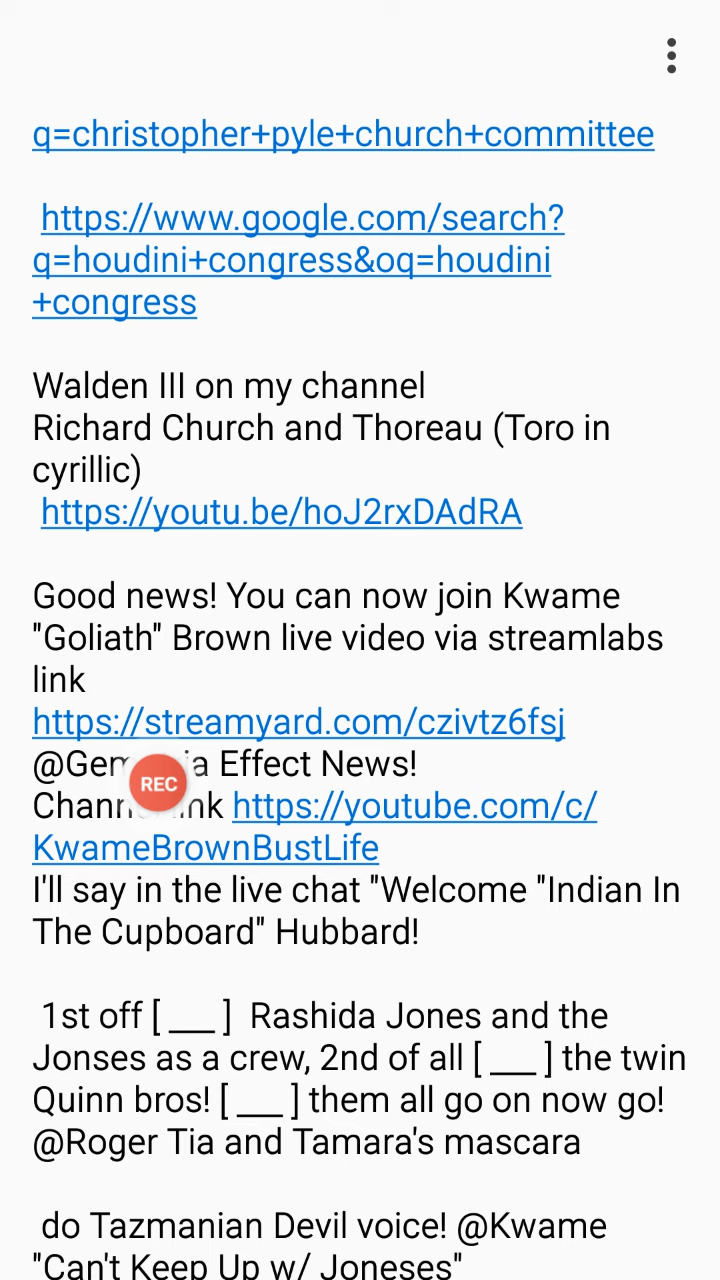 q=christopher+pyle+church+committee
https://www.google.com/search?
q=houdini+congress&oq=houdini
+congress
Walden III on my channel
Richard Church and Thoreau (Toro in
cyrillic)
https://youtu.be/hoJ2rxDAdRA
Good news! You can now join Kwame
"Goliath" Brown live video via streamlabs
link
https://streamyard.com/czivtz6fsj
Effect News!
REC
https://youtube.com/c/
KwameBrownBustLife
I'll say in the live chat "Welcome "Indian In
The Cupboard" Hubbard!
1st off [ ___ ] Rashida Jones and the
Jonses as a crew, 2nd of all [ ___ ] the twin
Quinn bros! [ ___ ] them all go on now go!
@Roger Tia and Tamara's mascara
do Tazmanian Devil voice! @Kwame
"Can't Keep Up w/ Joneses"